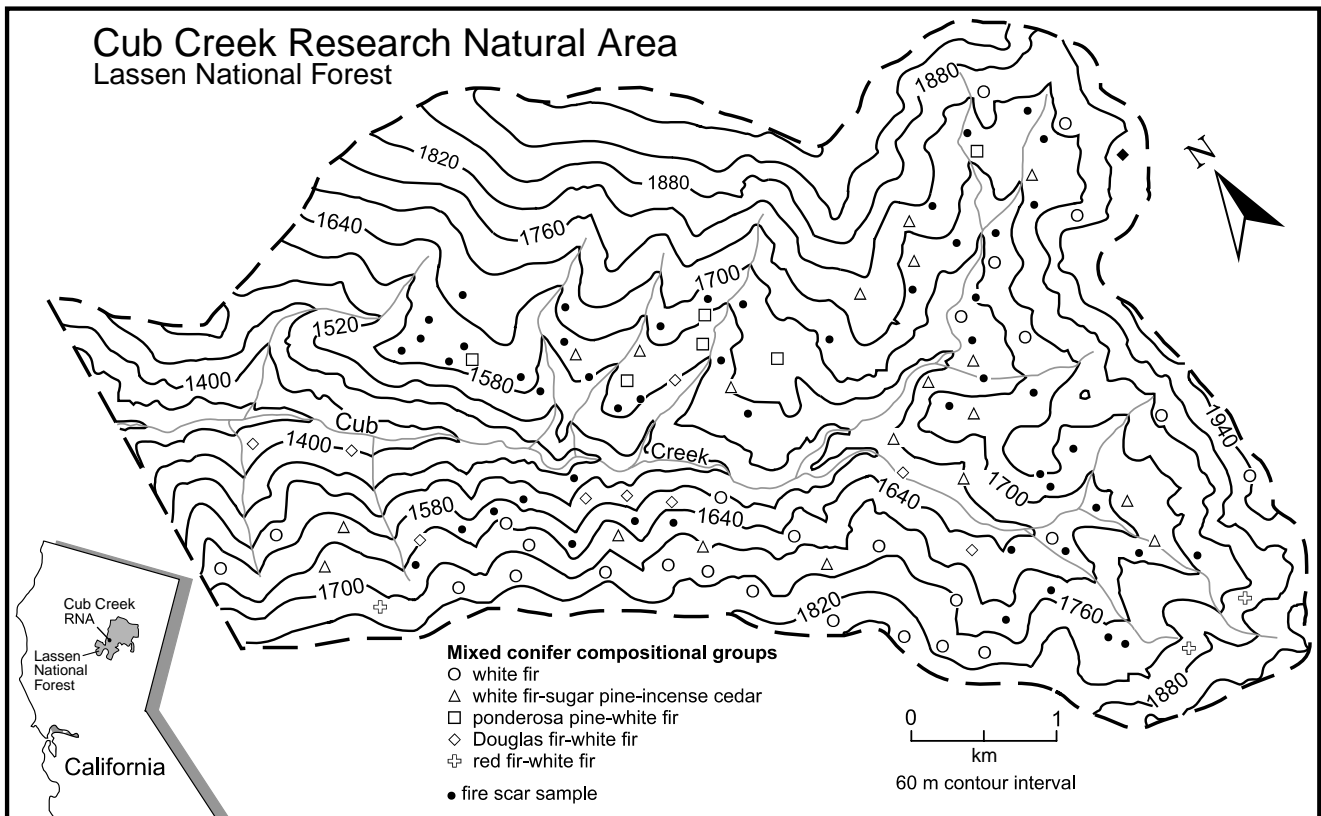 Cub Creek Research Natural Area
Lassen National Forest
1880
N
1820
1880
1640
1760
1700
1520
1580
1400
Cub
1400
Creek
1940
1700
1640
1580
1640
1700
1820
1760
1880
Cub Creek
RNA
Lassen
National
Forest
California
Mixed conifer compositional groups
white fir
white fir-sugar pine-incense cedar
ponderosa pine-white fir
Douglas fir-white fir
red fir-white fir
fire scar sample
0 1
km
60 m contour interval